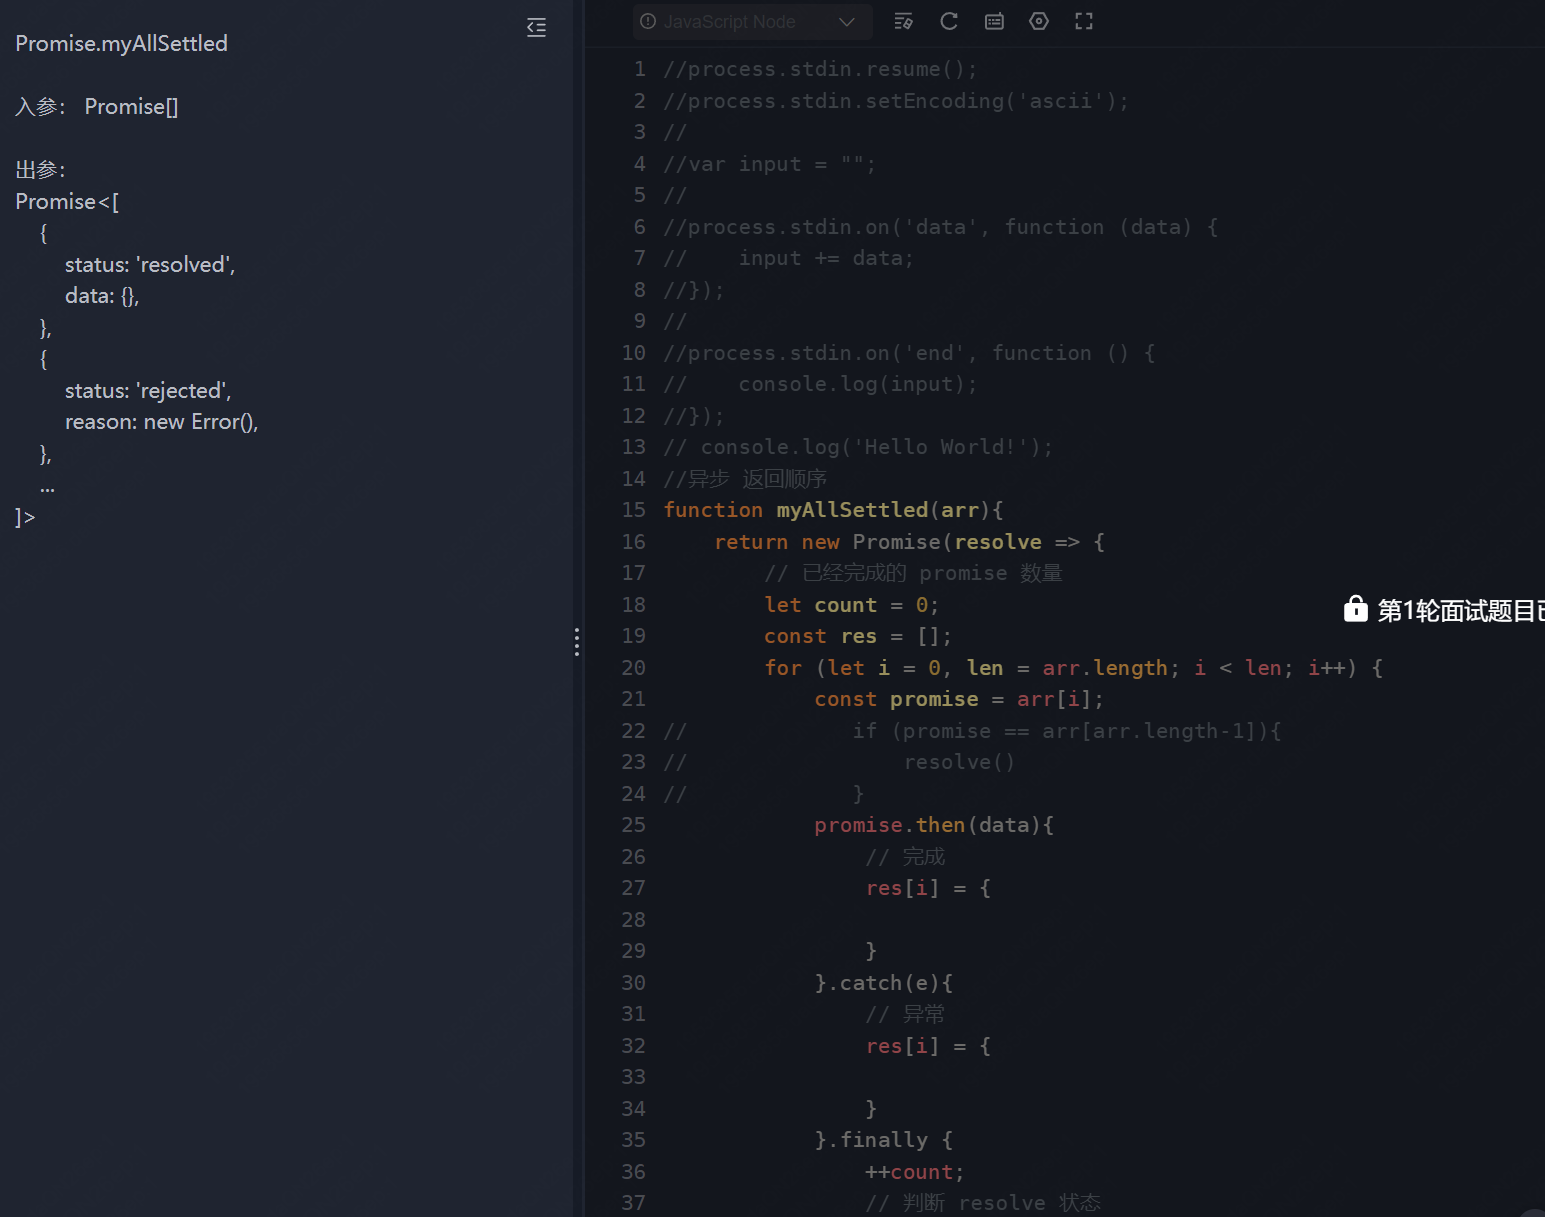 Promise.myAllSettled
入参： Promise[]
出参：
Promise<[
{
status: 'resolved',
data: {},
},
{
status: 'rejected',
reason: new Error(),
},
...
]>
JavaScript Node
1 //process.stdin.resume();
2 //process.stdin.setEncoding('ascii');
3 //
4 //var input = "";
5 //
6 //process.stdin.on('data', function (data) {
7 //    input += data;
8 //});
9 //
10 //process.stdin.on('end', function () {
11 //    console.log(input);
12 //});
13 // console.log('Hello World!');
14 //异步 返回顺序
15 function myAllSettled(arr){
16     return new Promise(resolve => {
17         // 已经完成的 promise 数量
18         let count = 0;
19         const res = [];
20         for (let i = 0, len = arr.length; i < len; i++) {
21             const promise = arr[i];
22 //             if (promise == arr[arr.length-1]){
23 //                 resolve()
24 //             }
25             promise.then(data){
26                 // 完成
27                 res[i] = {
28
29                 }
30             }.catch(e){
31                 // 异常
32                 res[i] = {
33
34                 }
35             }.finally {
36                 ++count;
37                 // 判断 resolve 状态
第1轮面试题目已